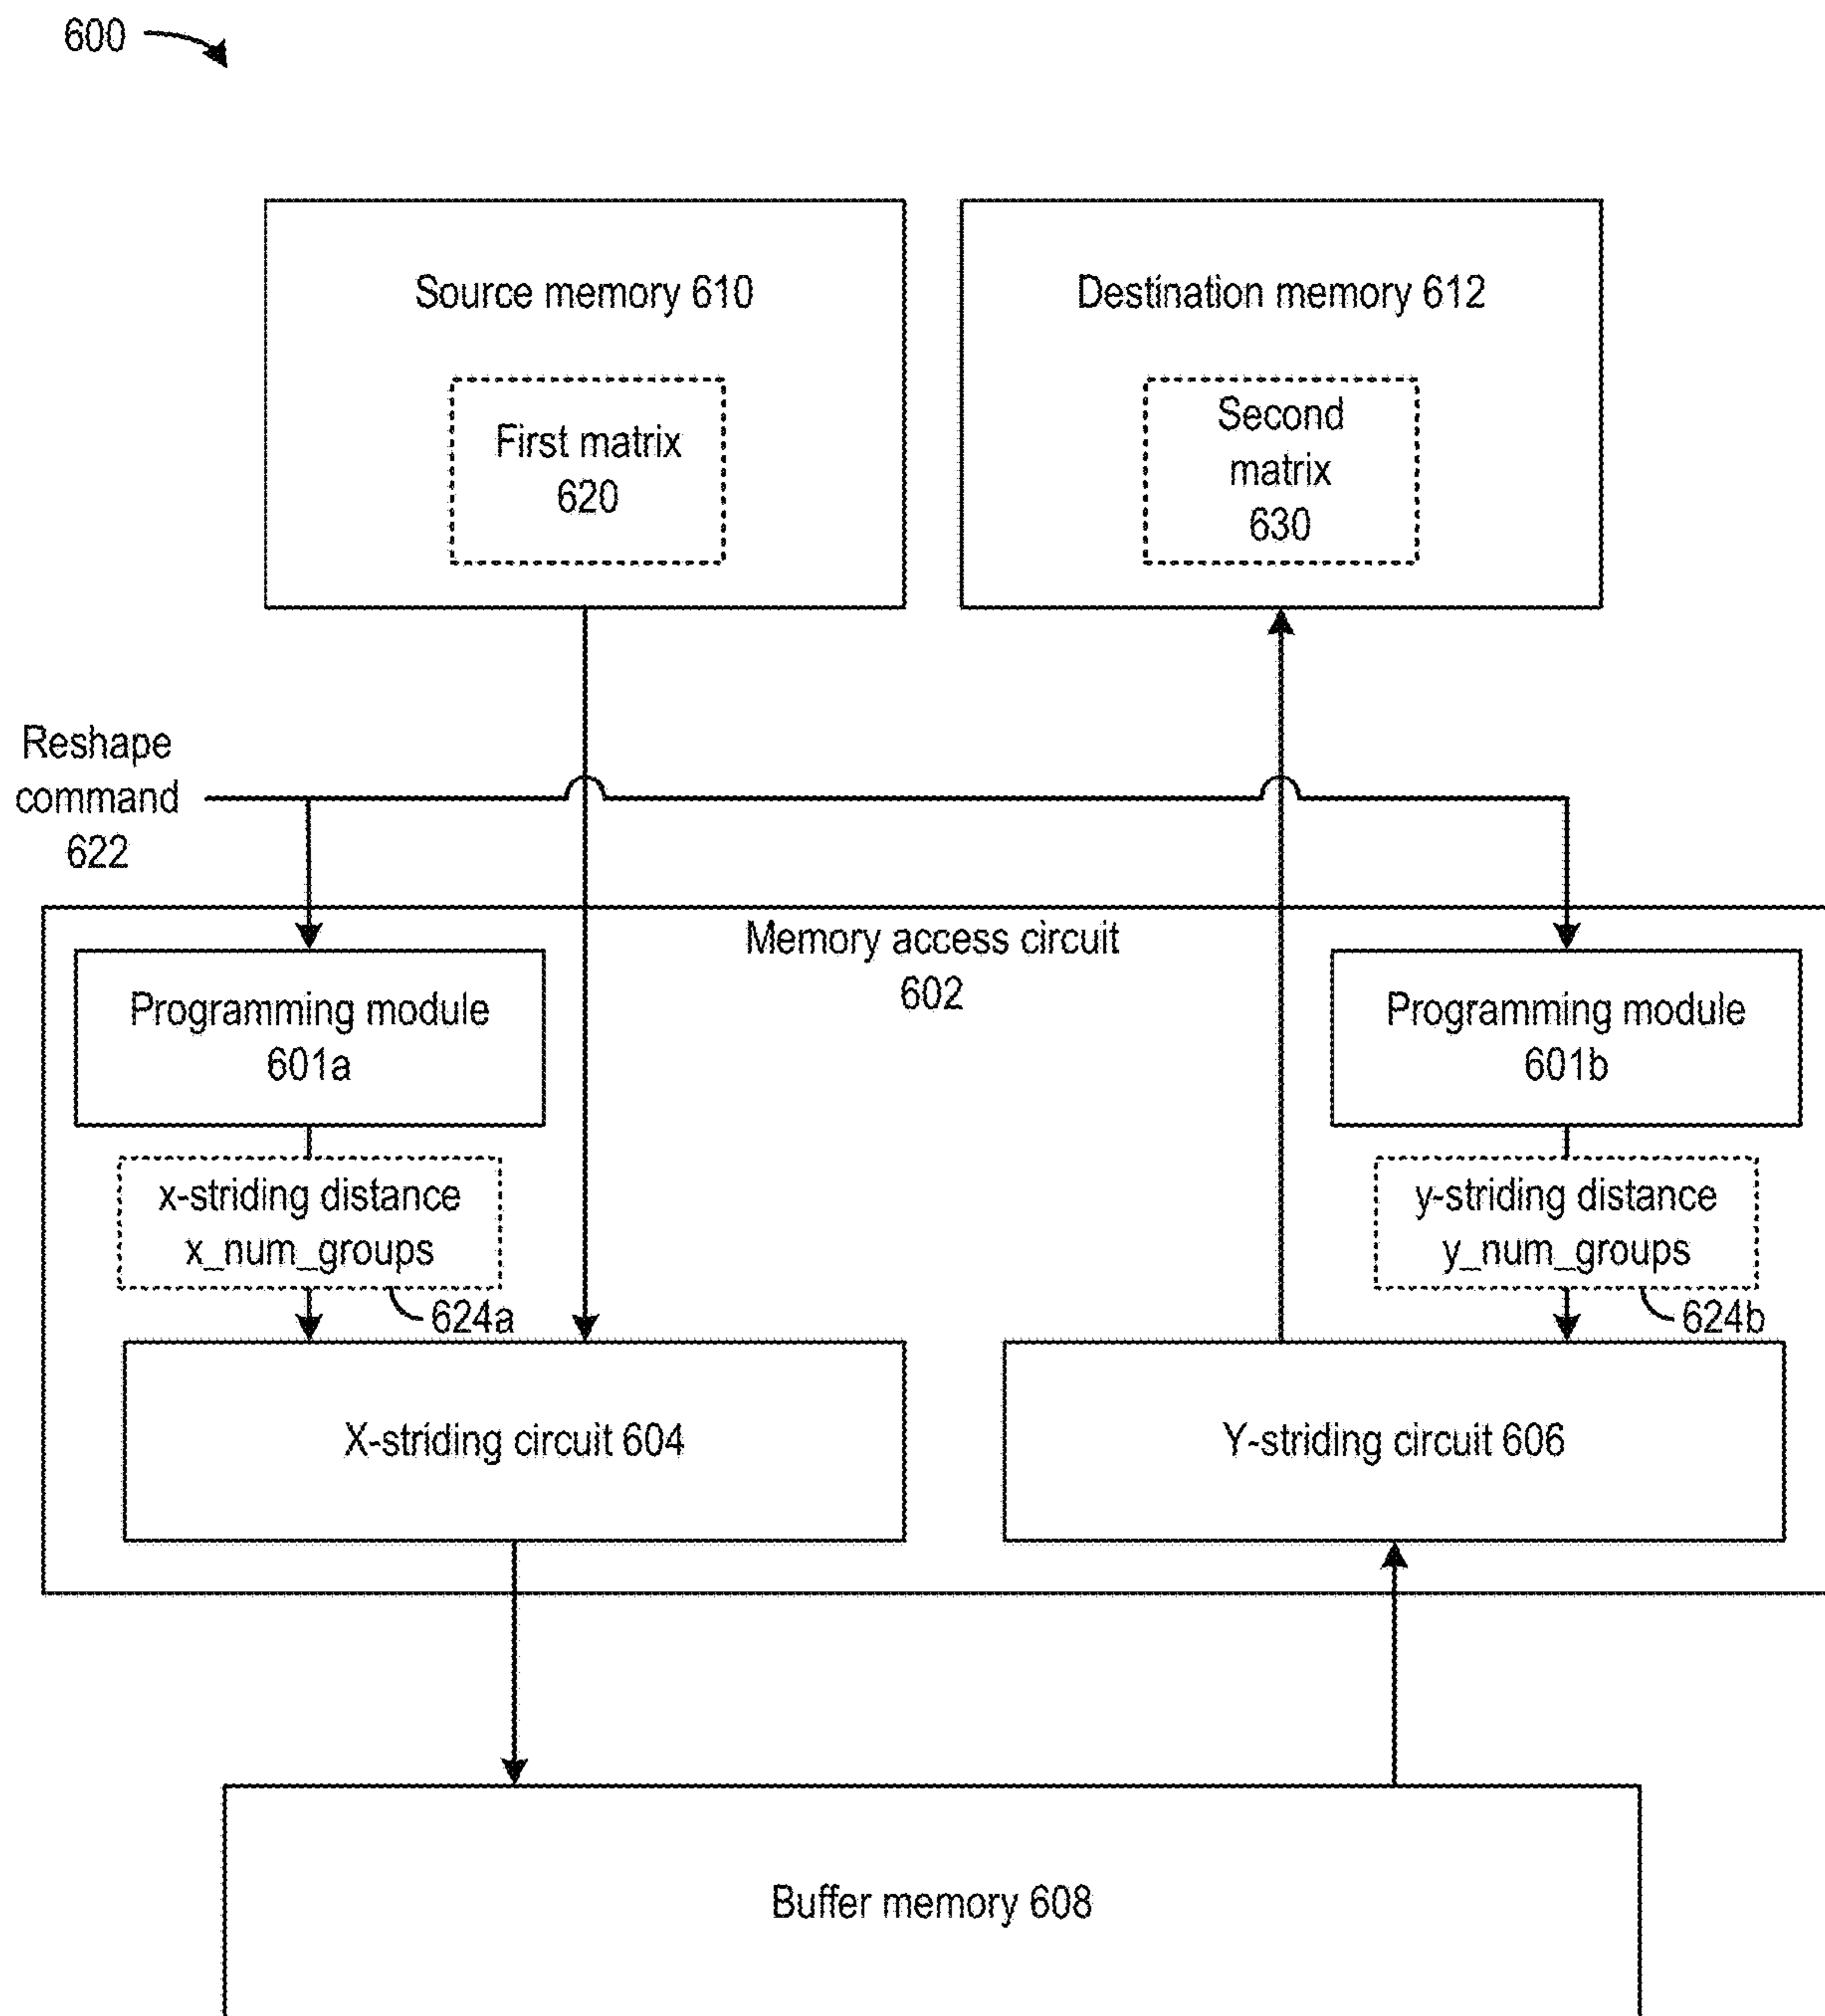 600
Source memory 610
First matrix
620
Destination memory 612
Second
matrix
630
Reshape
command
622
Memory access circuit
602
Programming module
601a
Programming module
601b
x-striding distance
x_num_groups
624a
y-striding distance
y_num_groups
624b
X-striding circuit 604
Y-striding circuit 606
Buffer memory 608